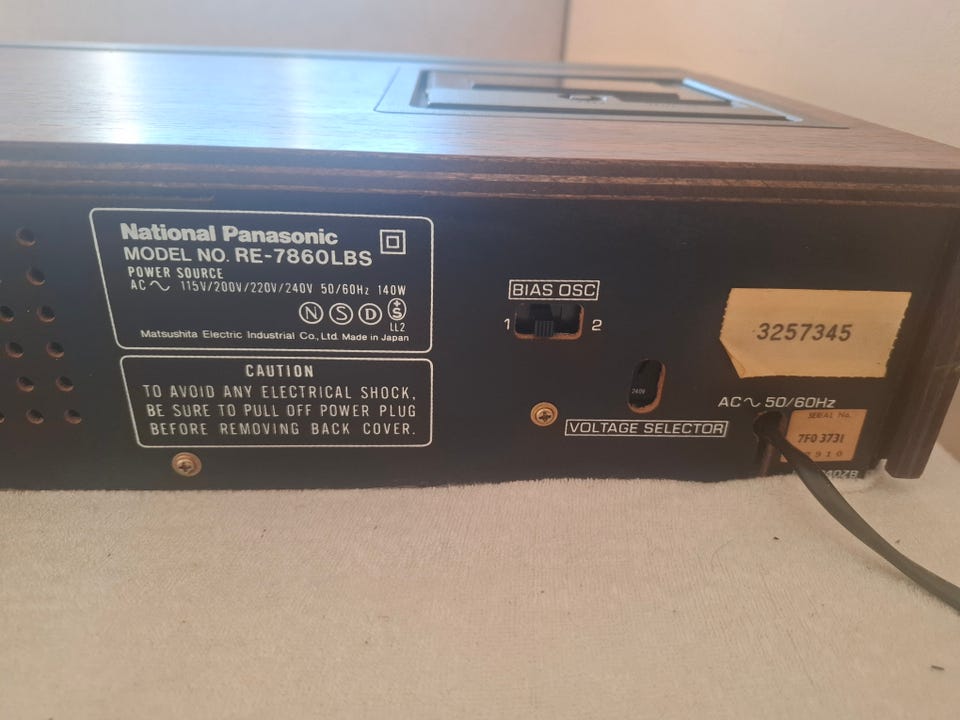 National Panasonic
MODEL NO. RE-7860LBS
POWER SOURCE
AC∿ 115V/200V/220V/240V 50/60Hz 140W
N S D +S
LL2
Matsushita Electric Industrial Co., Ltd. Made in Japan
CAUTION
TO AVOID ANY ELECTRICAL SHOCK,
BE SURE TO PULL OFF POWER PLUG
BEFORE REMOVING BACK COVER.
BIAS OSC
1 2
240V
VOLTAGE SELECTOR
3257345
AC∿ 50/60Hz
SERIAL No.
7F0 3731